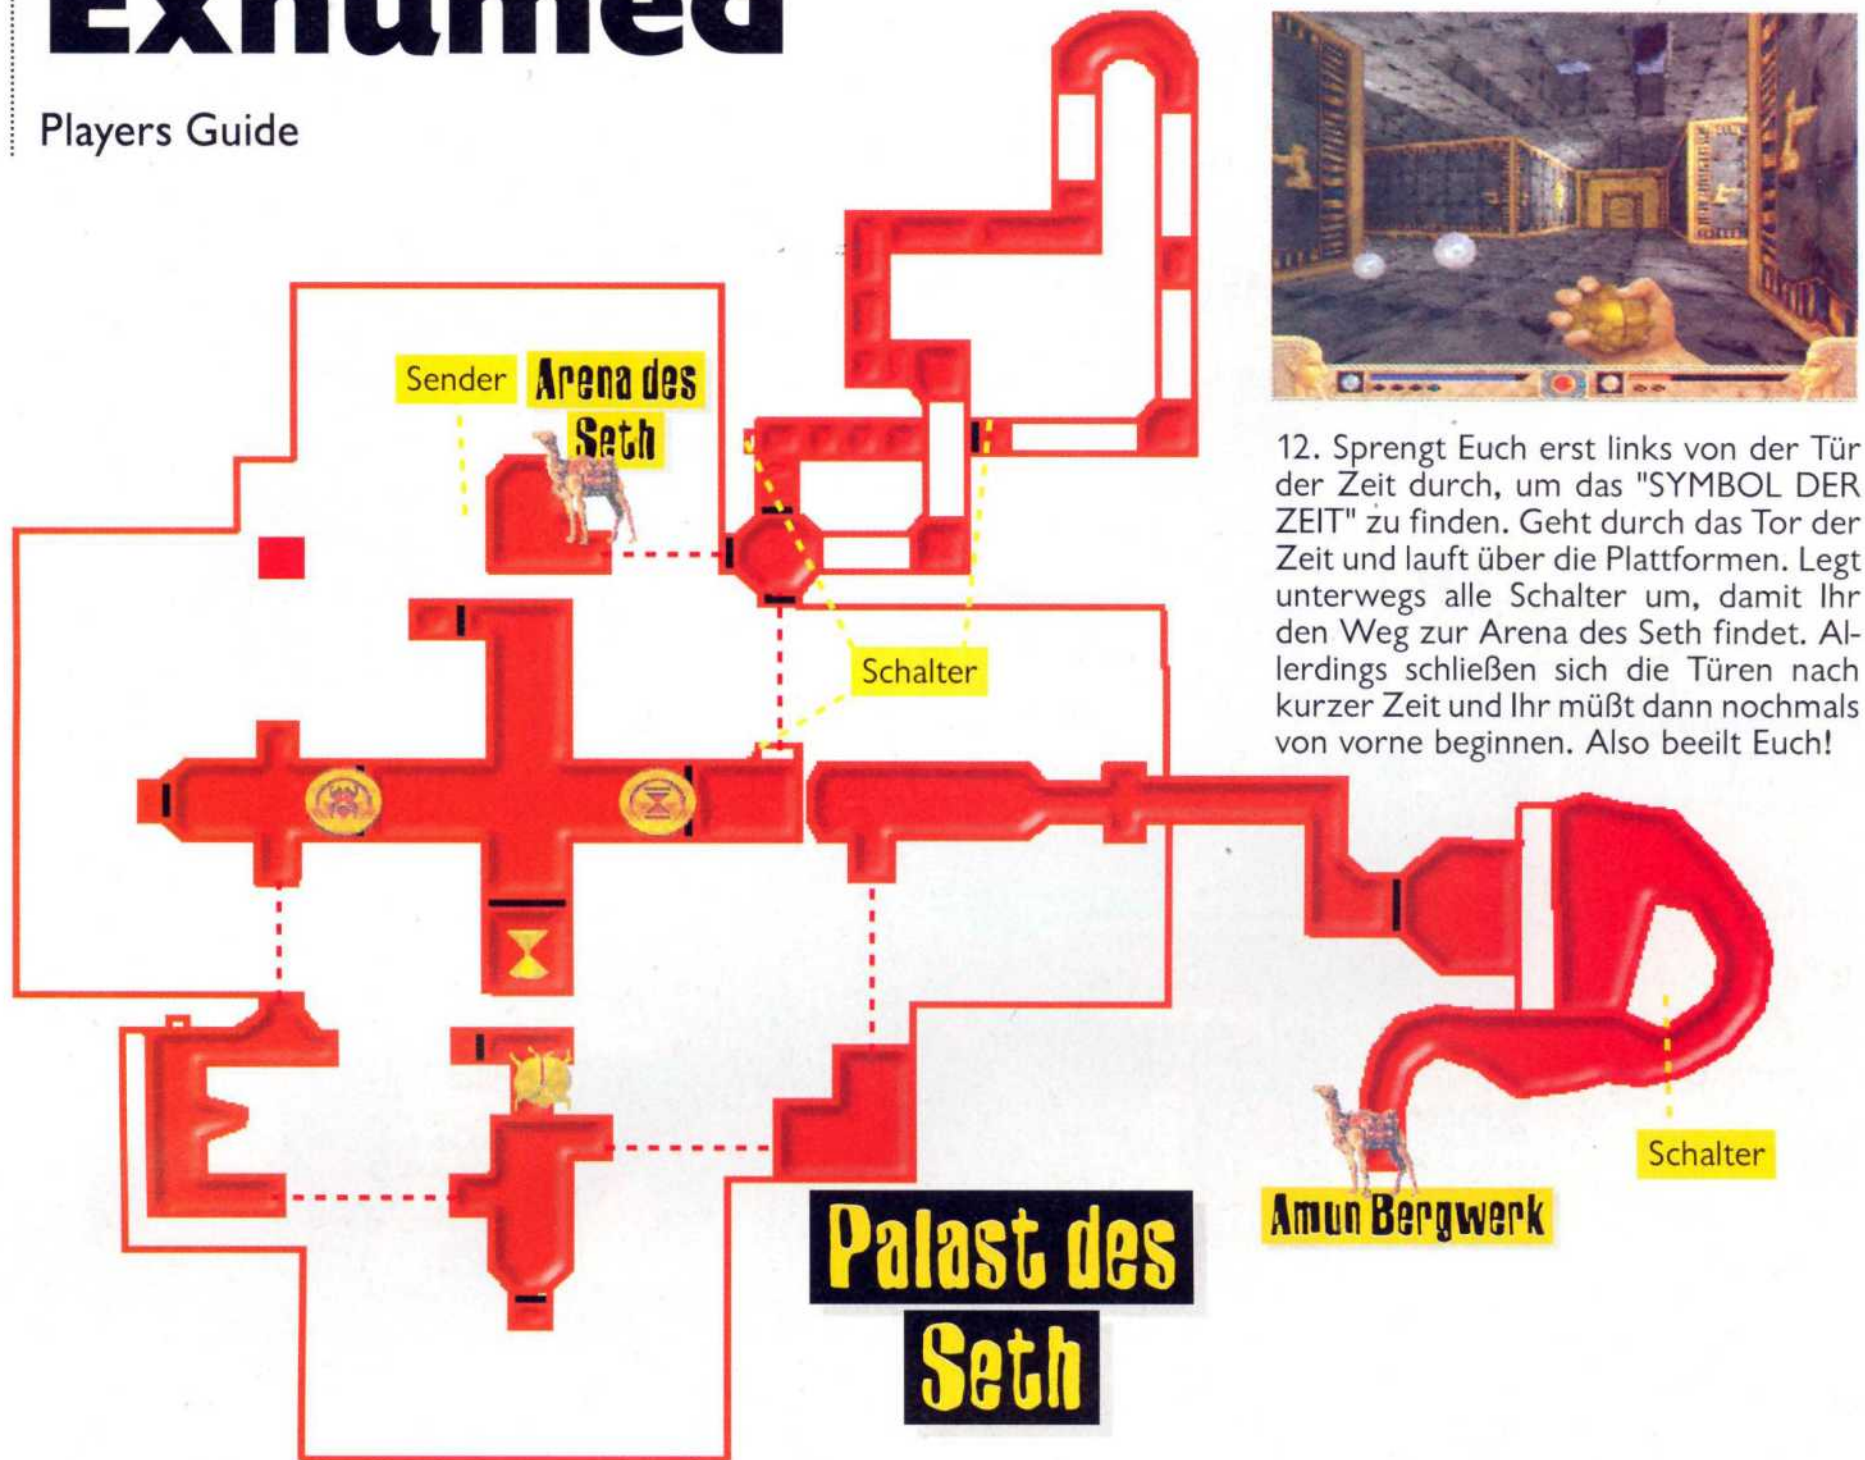 Exhumed
Players Guide
Sender
Arena des
Seth
Schalter
12. Sprengt Euch erst links von der Tür
der Zeit durch, um das "SYMBOL DER
ZEIT" zu finden. Geht durch das Tor der
Zeit und lauft über die Plattformen. Legt
unterwegs alle Schalter um, damit Ihr
den Weg zur Arena des Seth findet. Al-
lerdings schließen sich die Türen nach
kurzer Zeit und Ihr müßt dann nochmals
von vorne beginnen. Also beeilt Euch!
Schalter
Amun Bergwerk
Palast des
Seth